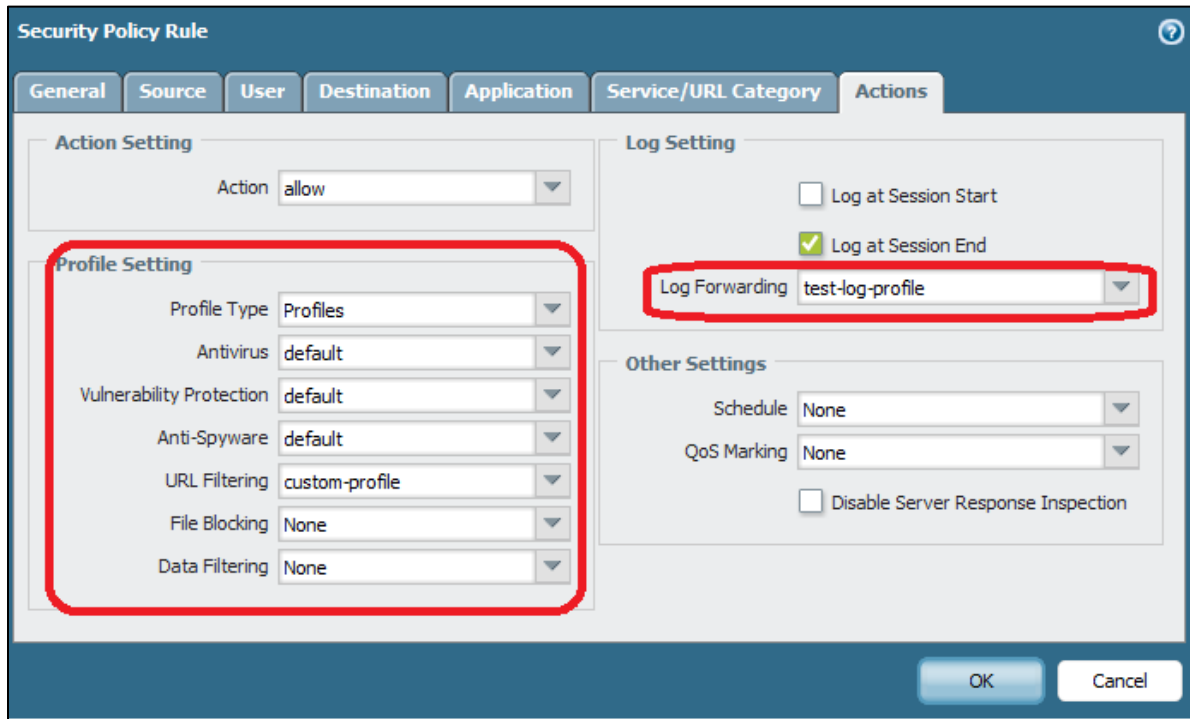 Security Policy Rule
General Source User Destination Application Service/URL Category Actions
Action Setting
Action allow
Profile Setting
Profile Type Profiles
Antivirus default
Vulnerability Protection default
Anti-Spyware default
URL Filtering custom-profile
File Blocking None
Data Filtering None
Log Setting
Log at Session Start
Log at Session End
Log Forwarding test-log-profile
Other Settings
Schedule None
QoS Marking None
Disable Server Response Inspection
OK Cancel